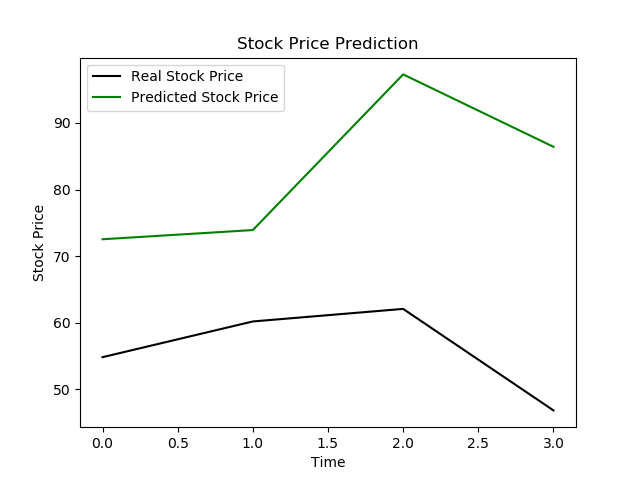 Stock Price Prediction
Real Stock Price
Predicted Stock Price
Stock Price
90
80
70
60
50
0.0 0.5 1.0 1.5 2.0 2.5 3.0
Time